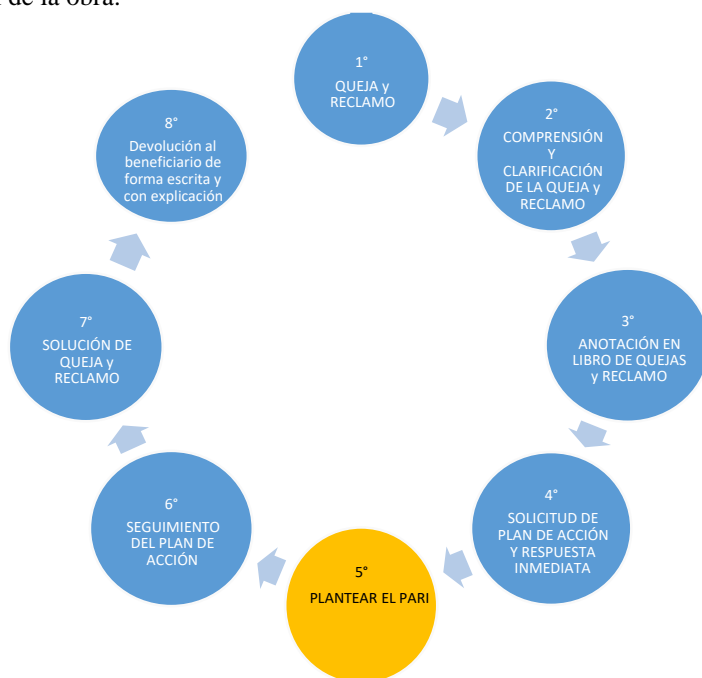 de la obra.
1°
QUEJA y
RECLAMO
2°
COMPRENSIÓN
Y
CLARIFICACIÓN
DE LA QUEJA y
RECLAMO
3°
ANOTACIÓN EN
LIBRO DE QUEJAS
y RECLAMO
4°
SOLICITUD DE
PLAN DE ACCIÓN
Y RESPUESTA
INMEDIATA
5°
PLANTEAR EL PARI
6°
SEGUIMIENTO
DEL PLAN DE
ACCIÓN
7°
SOLUCIÓN DE
QUEJA y
RECLAMO
8°
Devolución al
beneficiario de
forma escrita y
con explicación